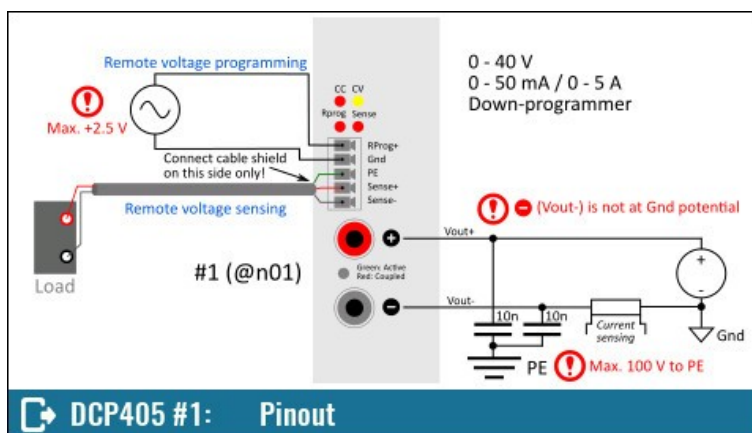 Remote voltage programming
Max. +2.5 V
Connect cable shield
on this side only!
Remote voltage sensing
Load
#1 (@n01)
CC CV
Rprog Sense
RProg+
Gnd
PE
Sense+
Sense-
Green: Active
Red: Coupled
0 - 40 V
0 - 50 mA / 0 - 5 A
Down-programmer
(Vout-) is not at Gnd potential
Vout+
Vout-
10n
10n
Current
sensing
Gnd
PE
Max. 100 V to PE
DCP405 #1: Pinout